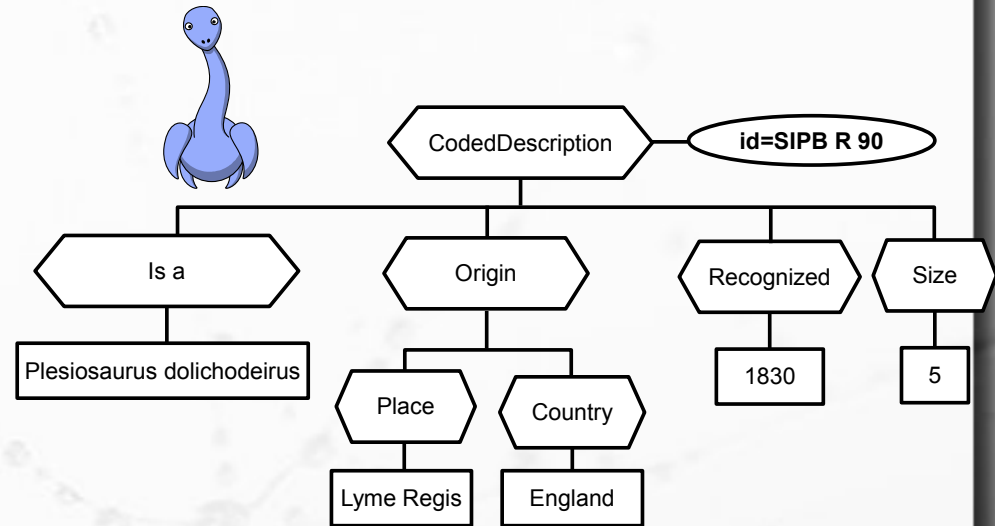 CodedDescription
id=SIPB R 90
Is a
Origin
Recognized
Size
Plesiosaurus dolichodeirus
Place
Country
1830
5
Lyme Regis
England